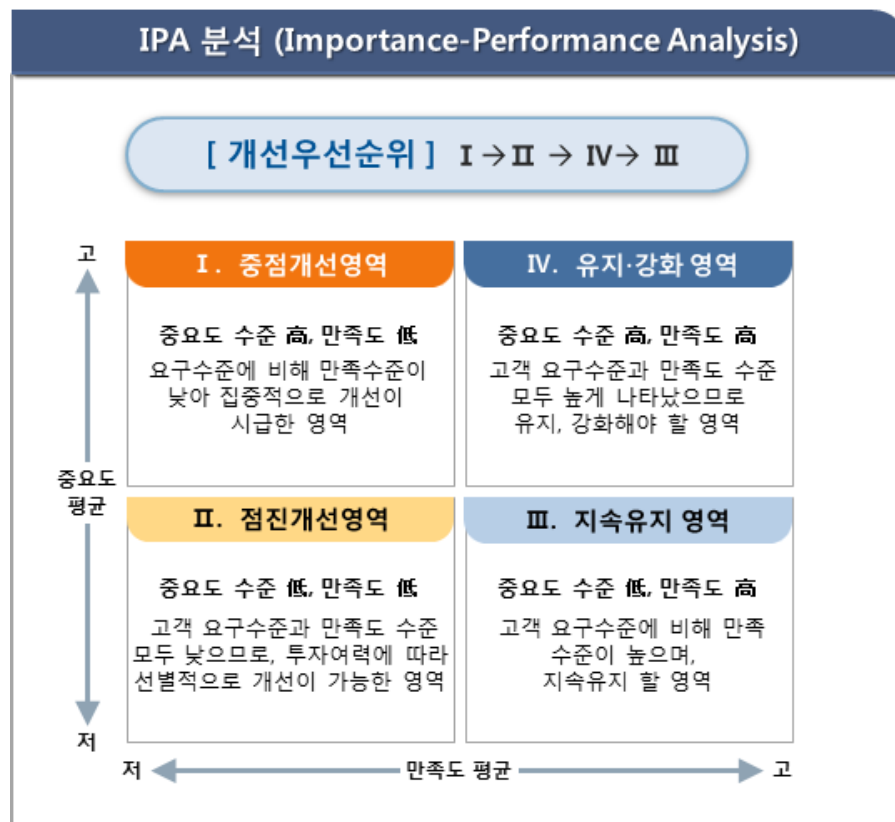 IPA 분석 (Importance-Performance Analysis)
[ 개선우선순위 ] Ⅰ→Ⅱ → Ⅳ→ Ⅲ
고
Ⅰ. 중점개선영역
중요도 수준 高, 만족도 低
요구수준에 비해 만족수준이
낮아 집중적으로 개선이
시급한 영역
Ⅳ. 유지·강화 영역
중요도 수준 高, 만족도 高
고객 요구수준과 만족도 수준
모두 높게 나타났으므로
유지, 강화해야 할 영역
중요도
평균
Ⅱ. 점진개선영역
중요도 수준 低, 만족도 低
고객 요구수준과 만족도 수준
모두 낮으므로, 투자여력에 따라
선별적으로 개선이 가능한 영역
Ⅲ. 지속유지 영역
중요도 수준 低, 만족도 高
고객 요구수준에 비해 만족
수준이 높으며,
지속유지 할 영역
저
저
만족도 평균
고